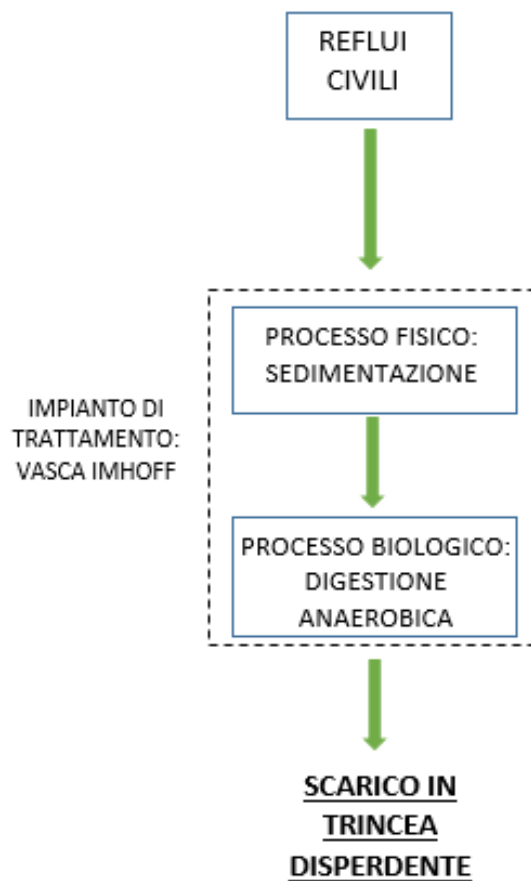 REFLUI
CIVILI
PROCESSO FISICO:
SEDIMENTAZIONE
IMPIANTO DI
TRATTAMENTO:
VASCA IMHOFF
PROCESSO BIOLOGICO:
DIGESTIONE
ANAEROBICA
SCARICO IN
TRINCEA
DISPERDENTE